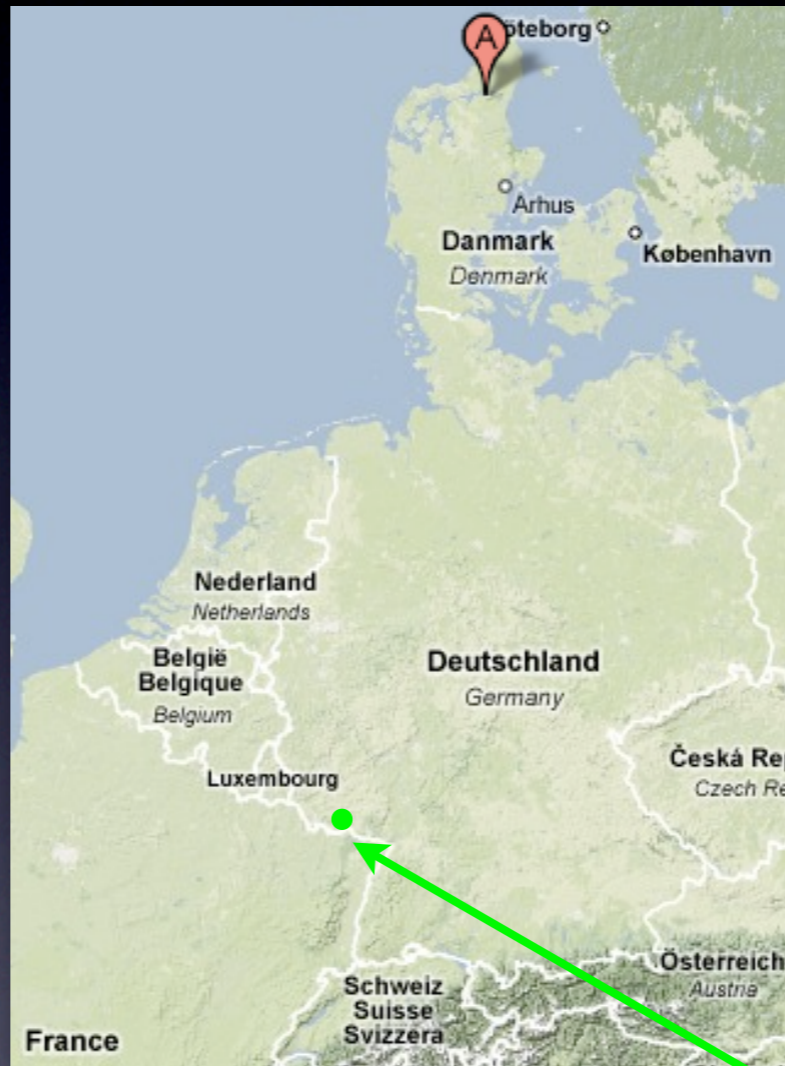 öteborg
A
Århus
Danmark
Denmark
København
Nederland
Netherlands
België
Belgique
Belgium
Deutschland
Germany
Luxembourg
Česká Rep
Czech Re
Österreich
Austria
Schweiz
Suisse
Svizzera
France